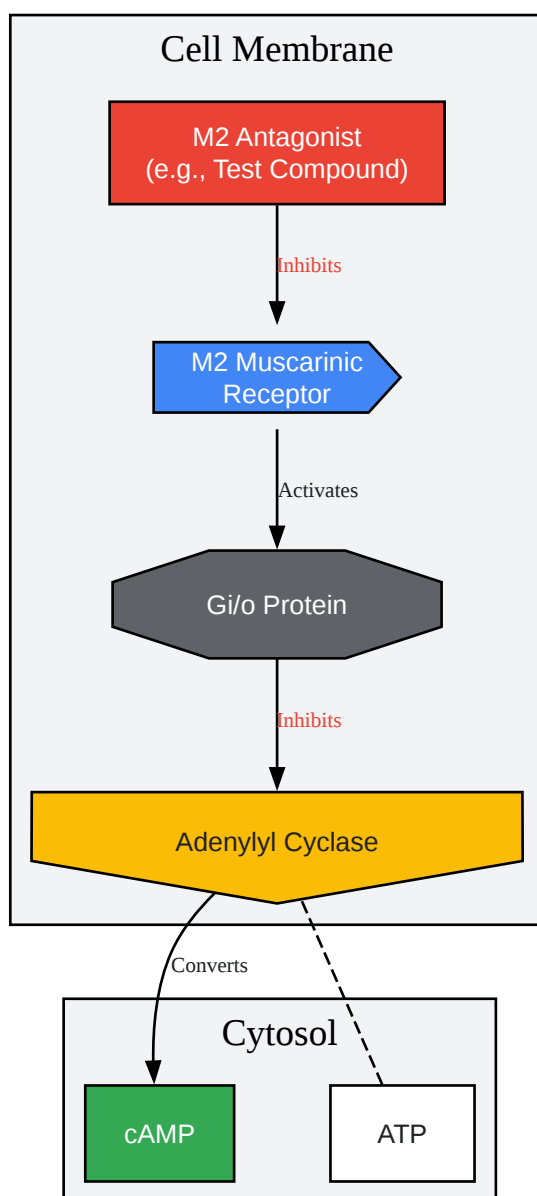 Cell Membrane
M2 Antagonist
(e.g., Test Compound)
Inhibits
M2 Muscarinic
Receptor
Activates
Gi/o Protein
Inhibits
Adenylyl Cyclase
Converts
Cytosol
cAMP
ATP